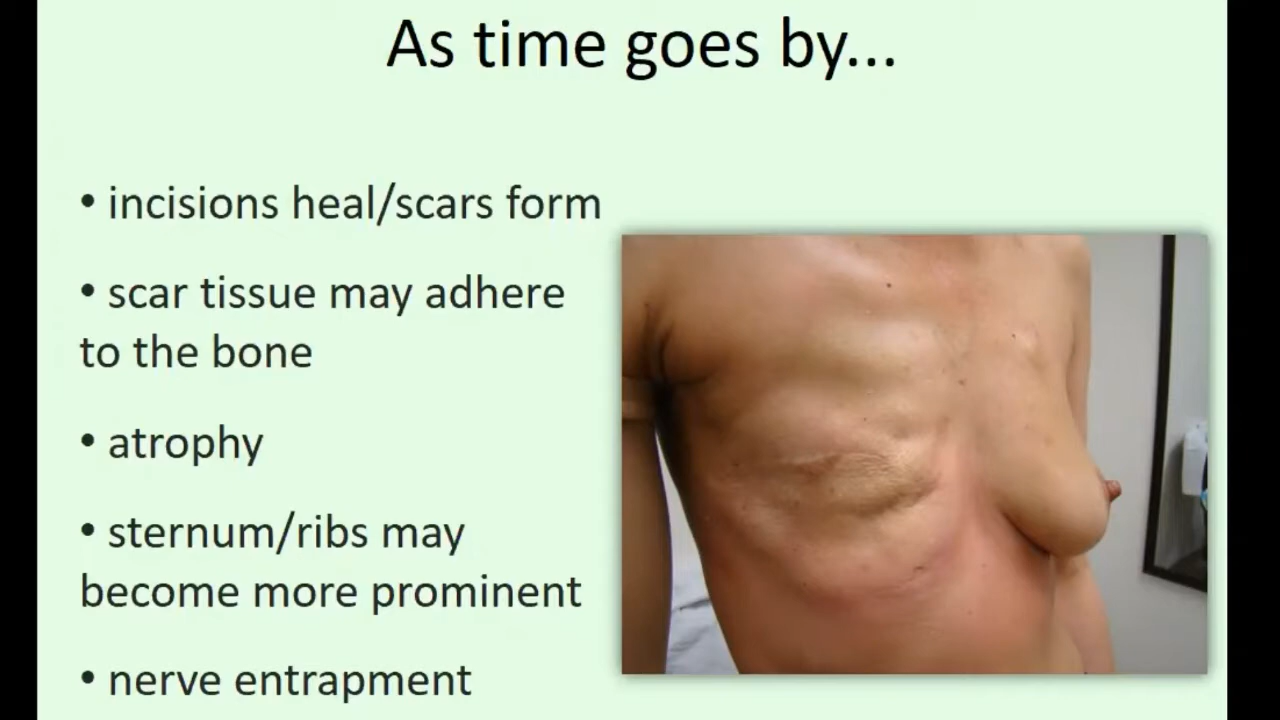 As time goes by...
• incisions heal/scars form
• scar tissue may adhere
to the bone
• atrophy
• sternum/ribs may
become more prominent
• nerve entrapment